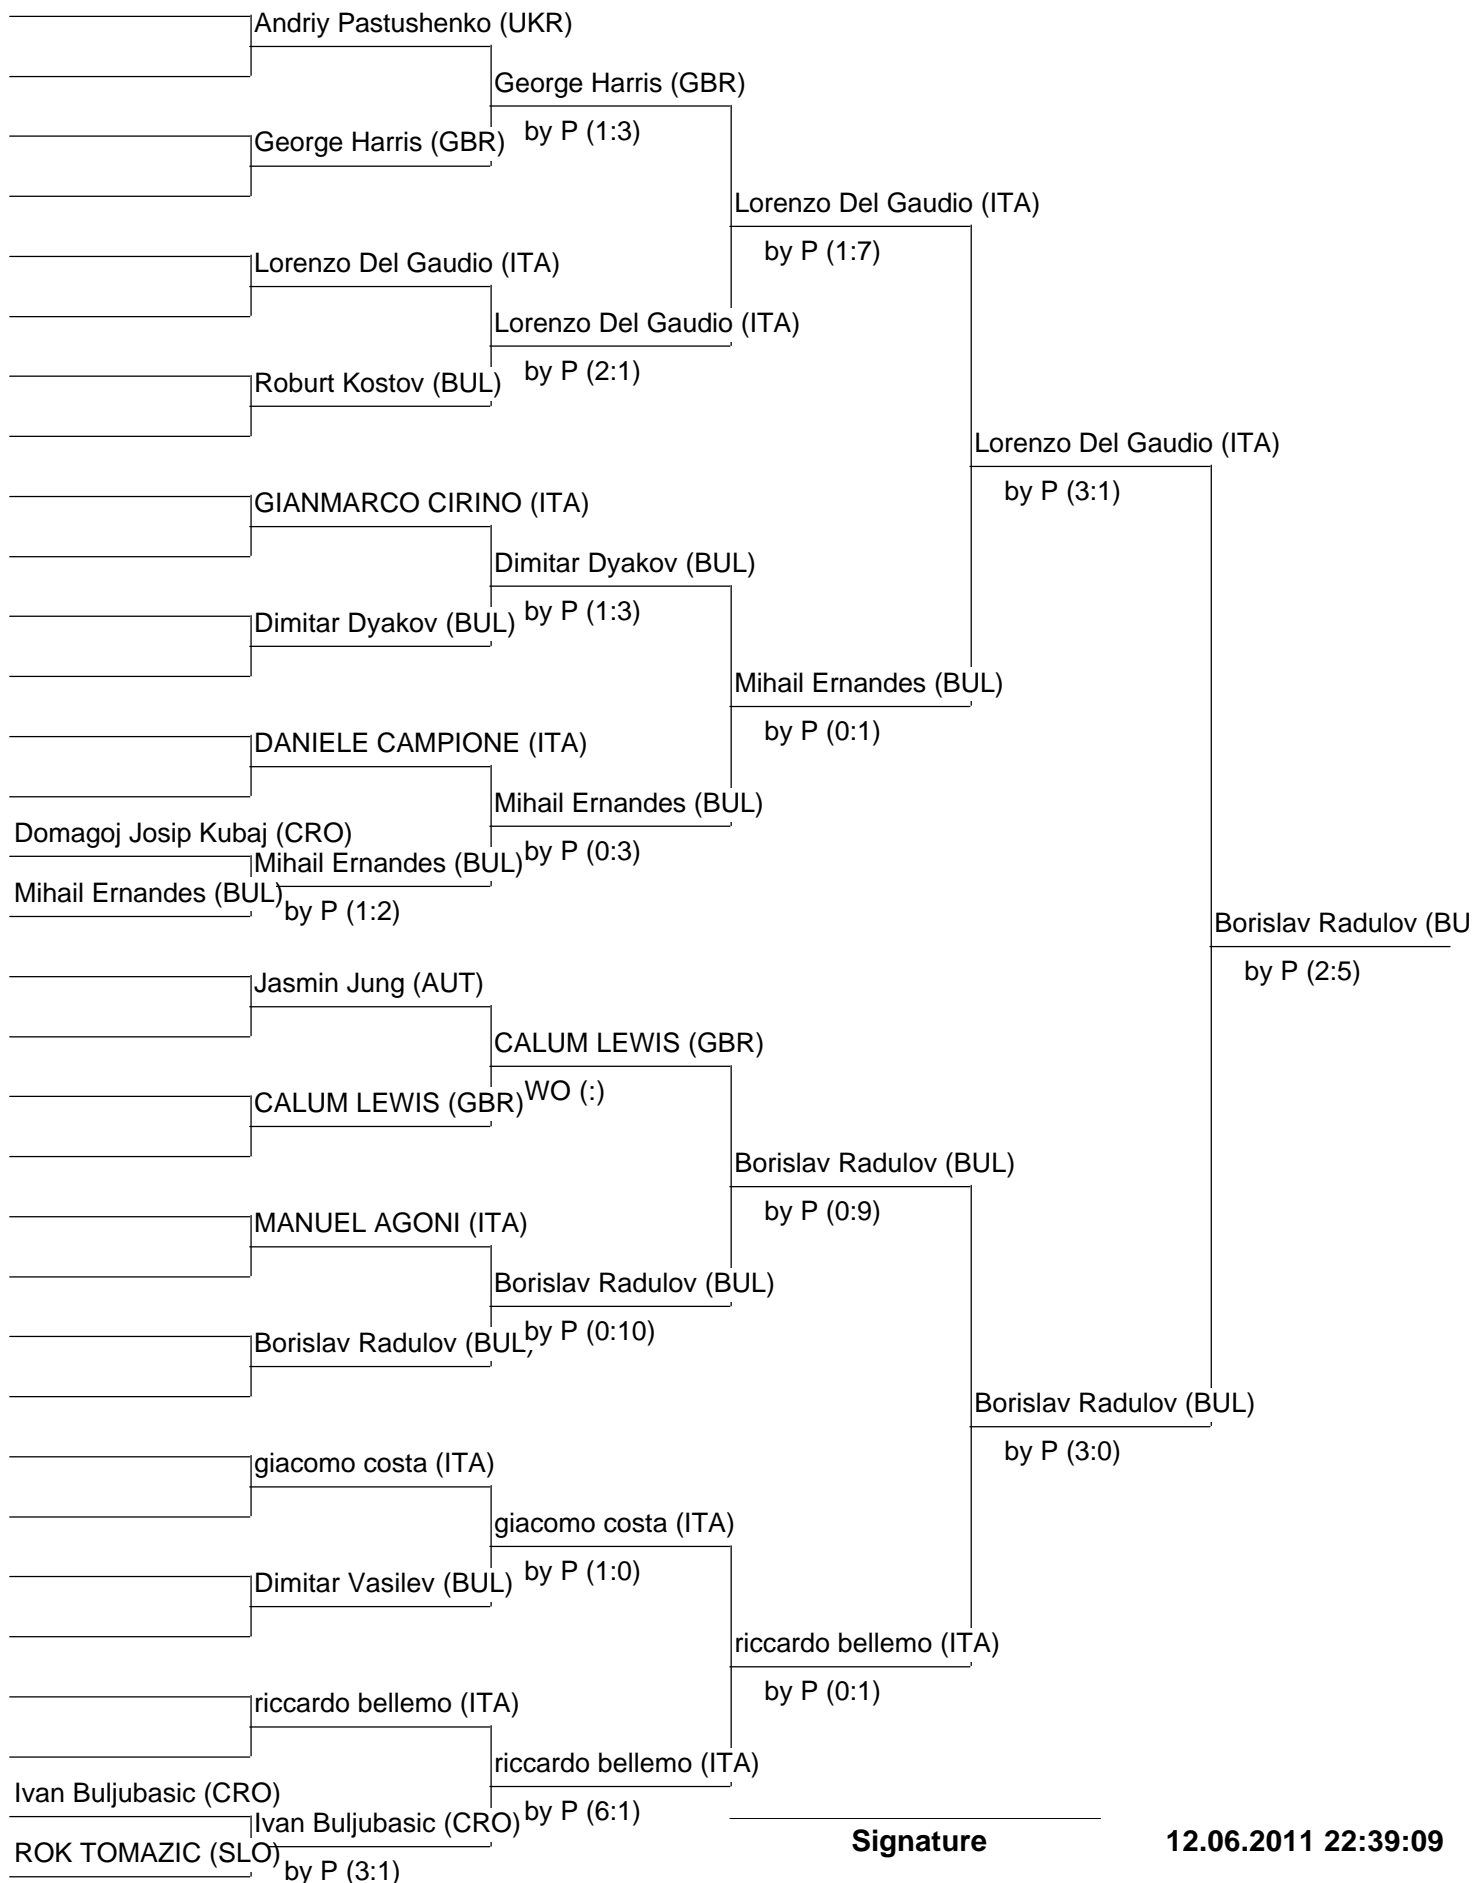 Andriy Pastushenko (UKR)
George Harris (GBR)
by P (1:3)
George Harris (GBR)
Lorenzo Del Gaudio (ITA)
by P (1:7)
Lorenzo Del Gaudio (ITA)
Lorenzo Del Gaudio (ITA)
by P (2:1)
Roburt Kostov (BUL)
Lorenzo Del Gaudio (ITA)
by P (3:1)
GIANMARCO CIRINO (ITA)
Dimitar Dyakov (BUL)
by P (1:3)
Dimitar Dyakov (BUL)
Mihail Ernandes (BUL)
by P (0:1)
DANIELE CAMPIONE (ITA)
Mihail Ernandes (BUL)
Domagoj Josip Kubaj (CRO)
by P (0:3)
Mihail Ernandes (BUL)
Mihail Ernandes (BUL)
by P (1:2)
Borislav Radulov (BU
by P (2:5)
Jasmin Jung (AUT)
CALUM LEWIS (GBR)
WO (:)
CALUM LEWIS (GBR)
Borislav Radulov (BUL)
by P (0:9)
MANUEL AGONI (ITA)
Borislav Radulov (BUL)
by P (0:10)
Borislav Radulov (BUL)
Borislav Radulov (BUL)
by P (3:0)
giacomo costa (ITA)
giacomo costa (ITA)
by P (1:0)
Dimitar Vasilev (BUL)
riccardo bellemo (ITA)
by P (0:1)
riccardo bellemo (ITA)
riccardo bellemo (ITA)
Ivan Buljubasic (CRO)
by P (6:1)
Ivan Buljubasic (CRO)
ROK TOMAZIC (SLO)
by P (3:1)
Signature
12.06.2011 22:39:09